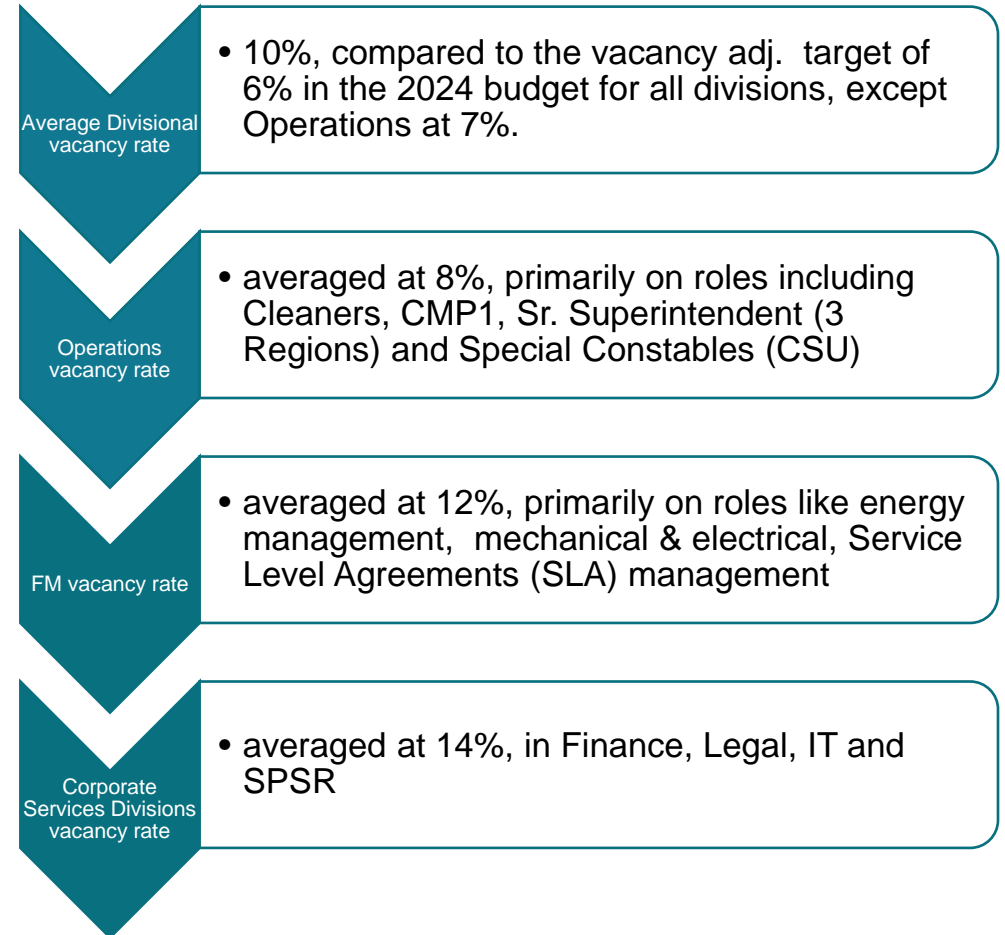 Average Divisional
vacancy rate
• 10%, compared to the vacancy adj.  target of
6% in the 2024 budget for all divisions, except
Operations at 7%.
Operations
vacancy rate
• averaged at 8%, primarily on roles including
Cleaners, CMP1, Sr. Superintendent (3
Regions) and Special Constables (CSU)
FM vacancy rate
• averaged at 12%, primarily on roles like energy
management,  mechanical & electrical, Service
Level Agreements (SLA) management
Corporate
Services Divisions
vacancy rate
• averaged at 14%, in Finance, Legal, IT and
SPSR